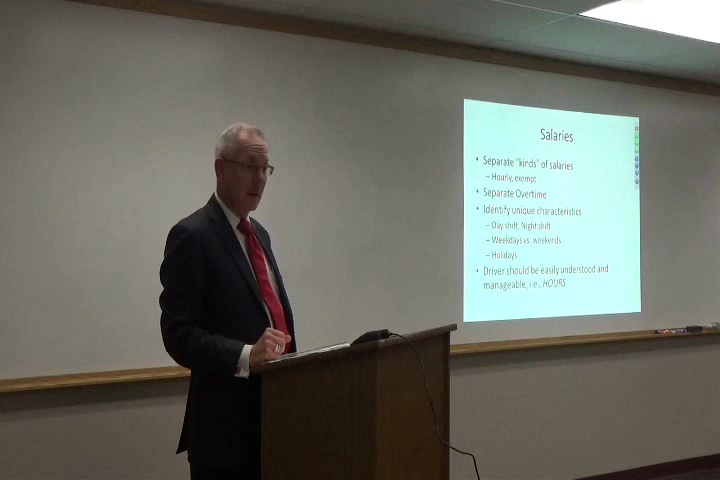 Salaries
• Separate "kinds" of salaries
– Hourly, exempt
• Separate Overtime
• Identify unique characteristics
– Day shift, Night shift
– Weekdays vs. weekends
– Holidays
• Driver should be easily understood and
manageable, i.e., HOURS